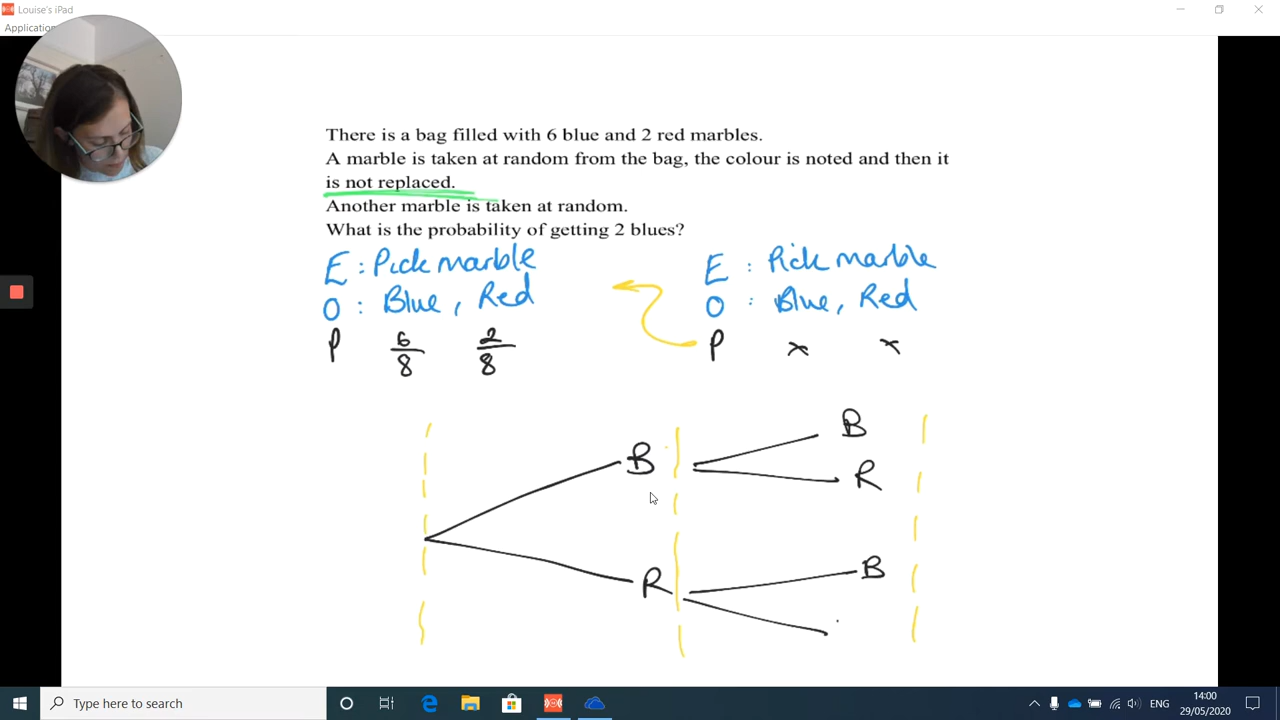 Louise's iPad
Application
There is a bag filled with 6 blue and 2 red marbles.
A marble is taken at random from the bag, the colour is noted and then it
is not replaced.
Another marble is taken at random.
What is the probability of getting 2 blues?
E : Pick marble
O : Blue, Red
P 6/8 2/8
E : Pick marble
O : Blue, Red
P x x
B
R
B
R
B
Type here to search
ENG
14:00
29/05/2020